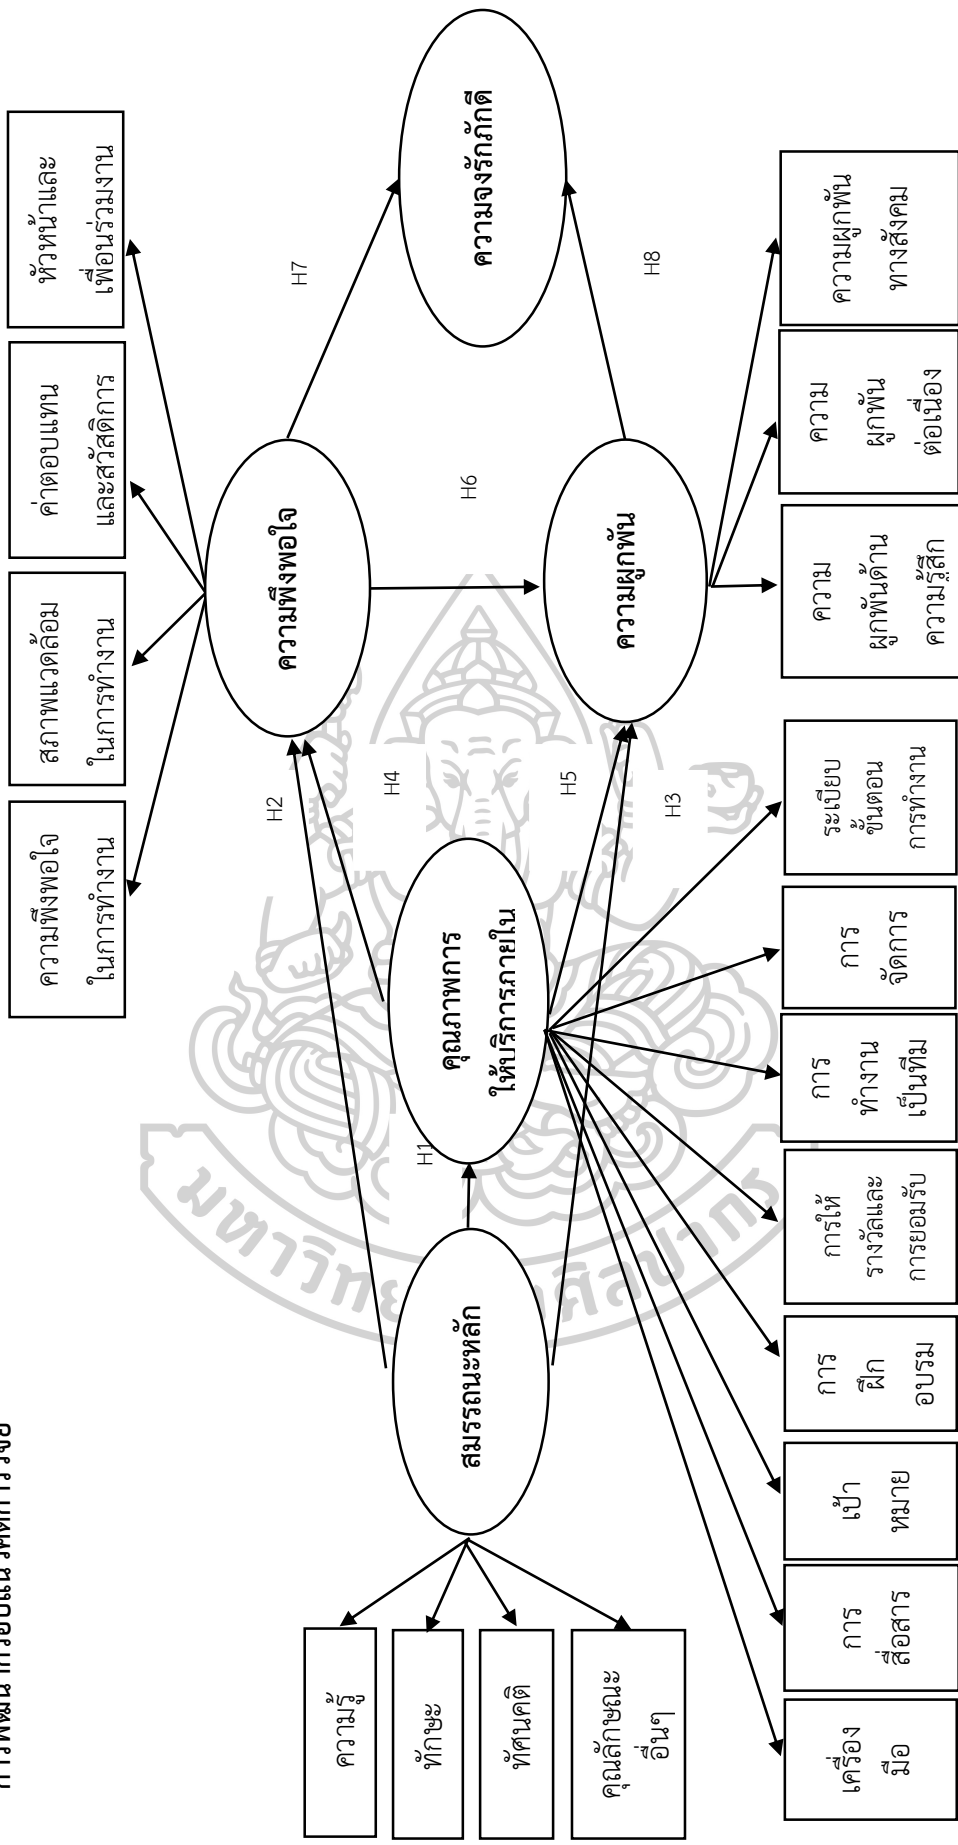 การพัฒนากรอบแนวคิดการวิจัย
หัวหน้าและ
เพื่อนร่วมงาน
ค่าตอบแทน
และสวัสดิการ
สภาพแวดล้อม
ในการทำงาน
ความพึงพอใจ
ในการทำงาน
ความจงรักภักดี
H7
H8
ความพึงพอใจ
H6
ความผูกพัน
ความผูกพัน
ทางสังคม
ความ
ผูกพัน
ต่อเนื่อง
ความ
ผูกพันด้าน
ความรู้สึก
H2
H4
H5
H3
คุณภาพการ
ให้บริการภายใน
H1
สมรรถนะหลัก
ความรู้
ทักษะ
ทัศนคติ
คุณลักษณะ
อื่นๆ
เครื่อง
มือ
การ
สื่อสาร
เป้า
หมาย
การ
ฝึก
อบรม
การให้
รางวัลและ
การยอมรับ
การ
ทำงาน
เป็นทีม
การ
จัดการ
ระเบียบ
ขั้นตอน
การทำงาน